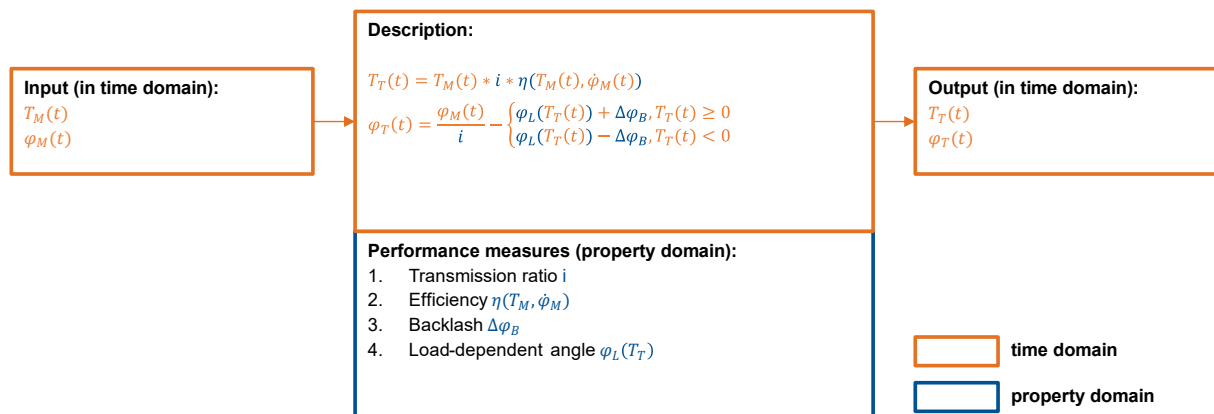 Description:
T_T(t) = T_M(t) * i * η(T_M(t), φ̇_M(t))
φ_T(t) = φ_M(t)/i − {φ_L(T_T(t)) + Δφ_B, T_T(t) ≥ 0
φ_L(T_T(t)) − Δφ_B, T_T(t) < 0
Input (in time domain):
T_M(t)
φ_M(t)
Output (in time domain):
T_T(t)
φ_T(t)
Performance measures (property domain):
1. Transmission ratio i
2. Efficiency η(T_M, φ̇_M)
3. Backlash Δφ_B
4. Load-dependent angle φ_L(T_T)
time domain
property domain